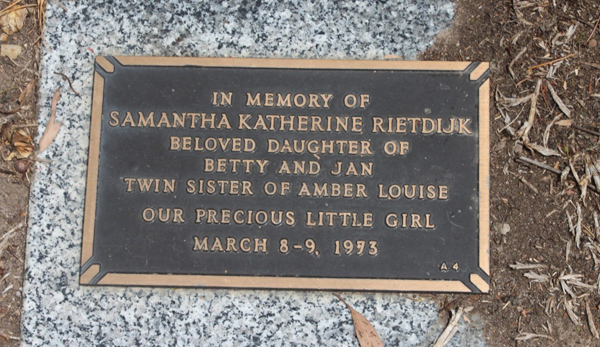 IN MEMORY OF
SAMANTHA KATHERINE RIETDIJK
BELOVED DAUGHTER OF
BETTY AND JAN
TWIN SISTER OF AMBER LOUISE
OUR PRECIOUS LITTLE GIRL
MARCH 8-9, 1973
A 4